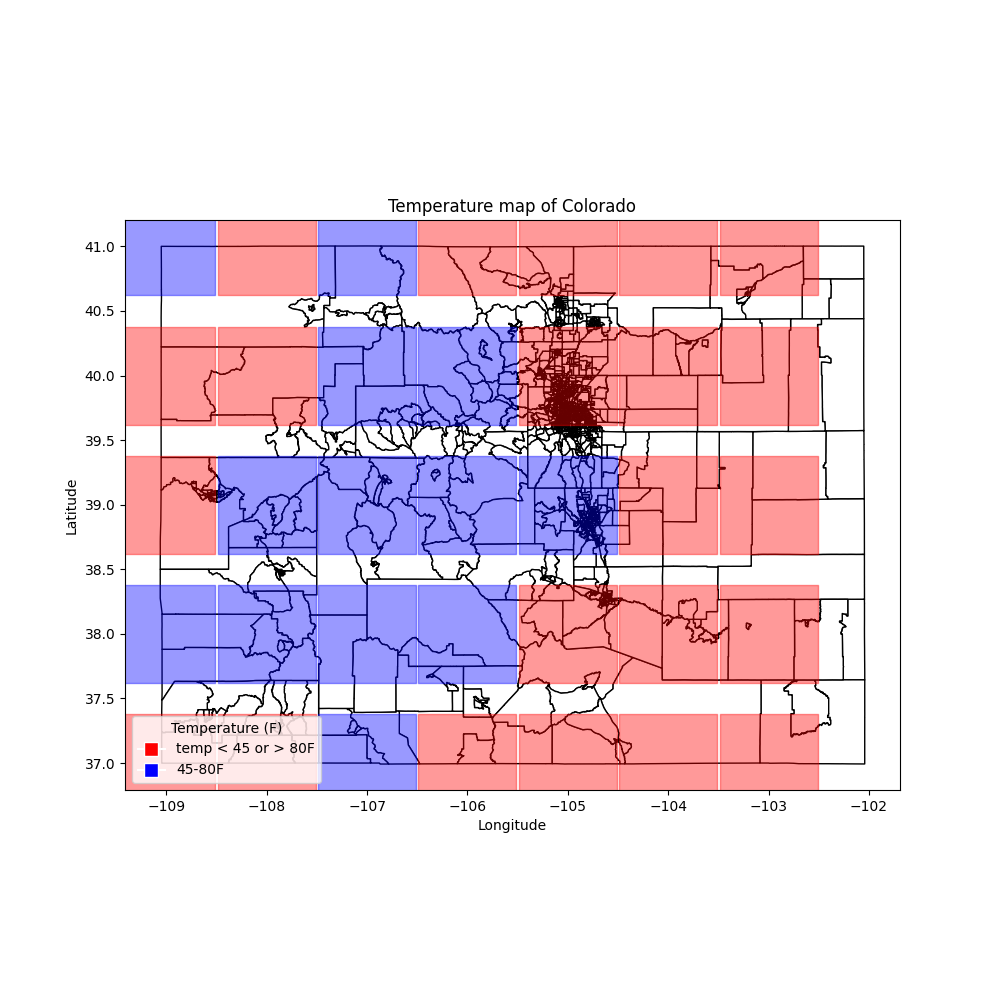 Temperature map of Colorado
41.0
40.5
40.0
39.5
39.0
38.5
38.0
37.5
37.0
Latitude
Temperature (F)
temp < 45 or > 80F
45-80F
−109 −108 −107 −106 −105 −104 −103 −102
Longitude